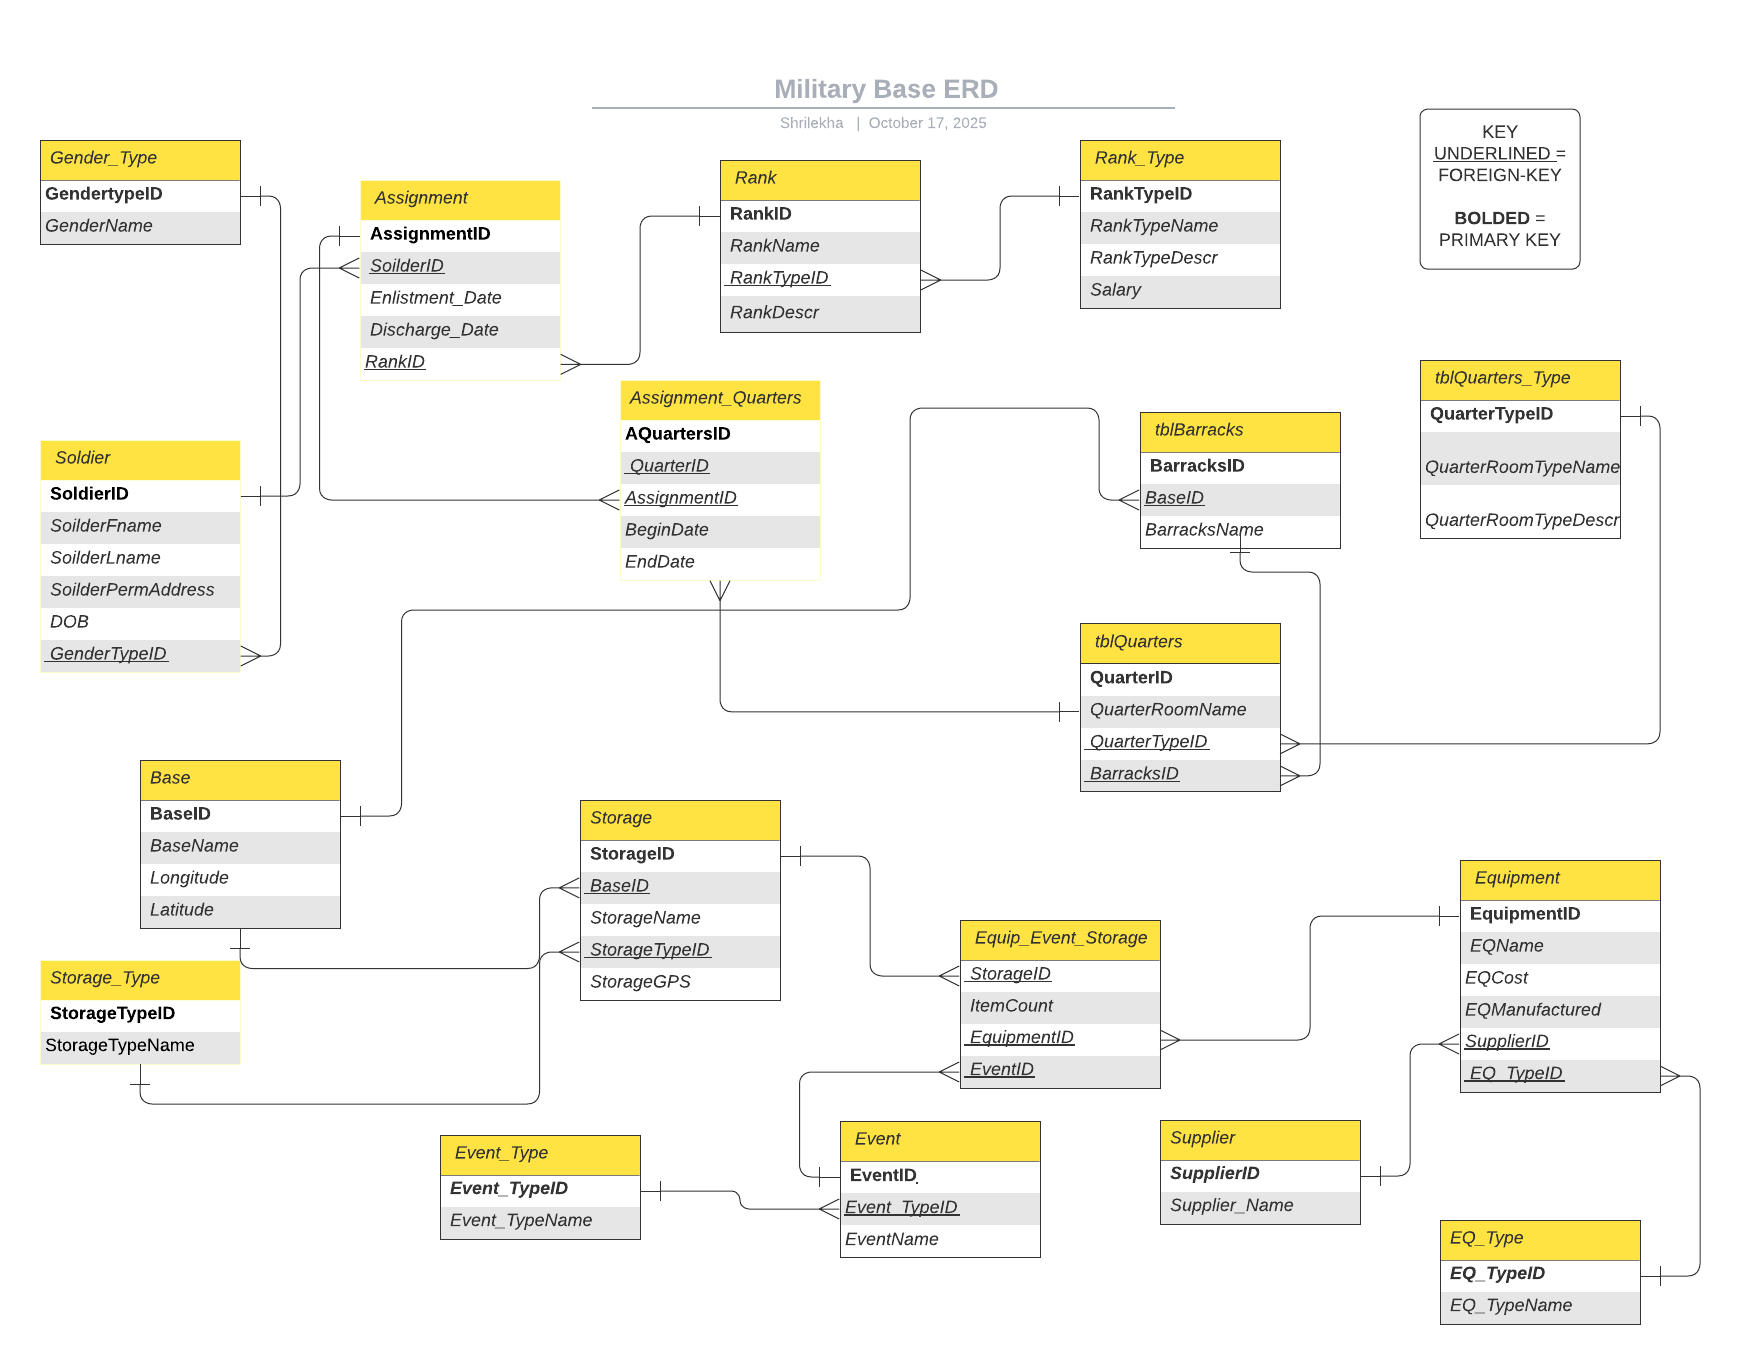 Military Base ERD
Shrilekha | October 17, 2025
KEY
UNDERLINED =
FOREIGN-KEY
BOLDED =
PRIMARY KEY
Gender_Type
GendertypeID
GenderName
Assignment
AssignmentID
SoilderID
Enlistment_Date
Discharge_Date
RankID
Rank
RankID
RankName
RankTypeID
RankDescr
Rank_Type
RankTypeID
RankTypeName
RankTypeDescr
Salary
Soldier
SoldierID
SoilderFname
SoilderLname
SoilderPermAddress
DOB
GenderTypeID
Assignment_Quarters
AQuartersID
QuarterID
AssignmentID
BeginDate
EndDate
tblBarracks
BarracksID
BaseID
BarracksName
tblQuarters_Type
QuarterTypeID
QuarterRoomTypeName
QuarterRoomTypeDescr
tblQuarters
QuarterID
QuarterRoomName
QuarterTypeID
BarracksID
Base
BaseID
BaseName
Longitude
Latitude
Storage
StorageID
BaseID
StorageName
StorageTypeID
StorageGPS
Storage_Type
StorageTypeID
StorageTypeName
Equip_Event_Storage
StorageID
ItemCount
EquipmentID
EventID
Equipment
EquipmentID
EQName
EQCost
EQManufactured
SupplierID
EQ_TypeID
Event_Type
Event_TypeID
Event_TypeName
Event
EventID
Event_TypeID
EventName
Supplier
SupplierID
Supplier_Name
EQ_Type
EQ_TypeID
EQ_TypeName